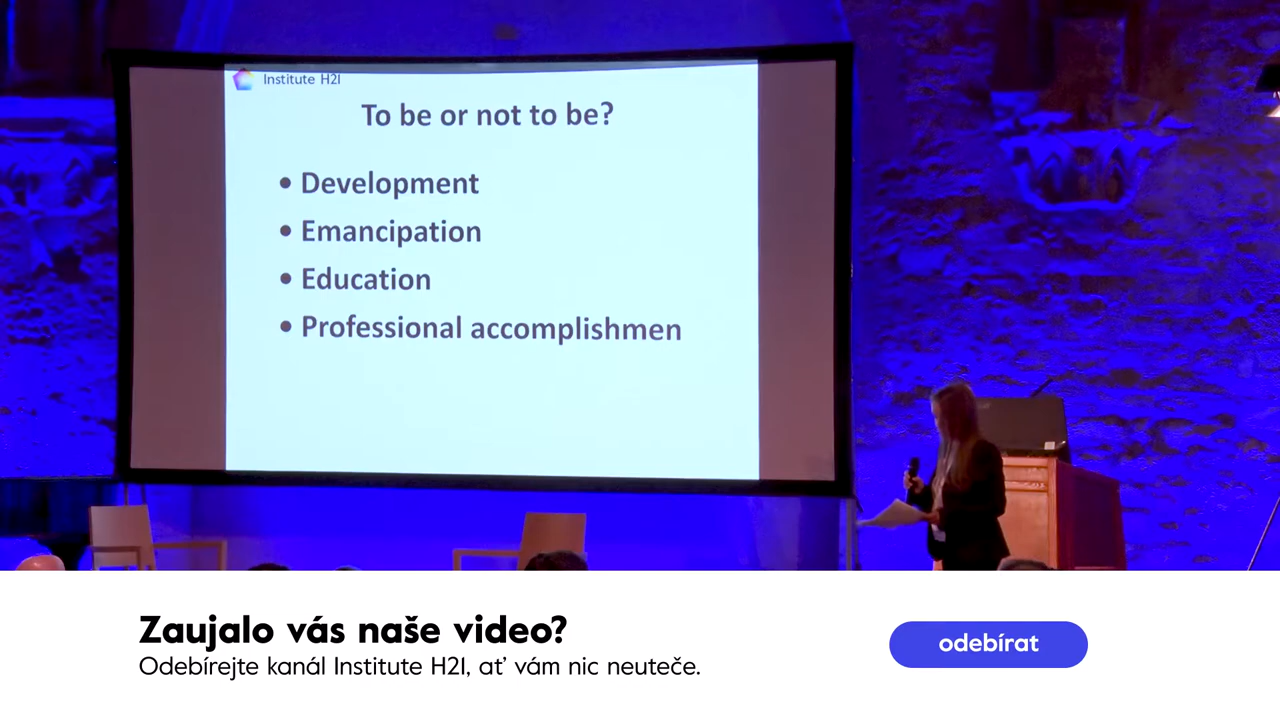 Institute H2I
To be or not to be?
• Development
• Emancipation
• Education
• Professional accomplishmen
Zaujalo vás naše video?
Odebírejte kanál Institute H2I, ať vám nic neuteče.
odebírat